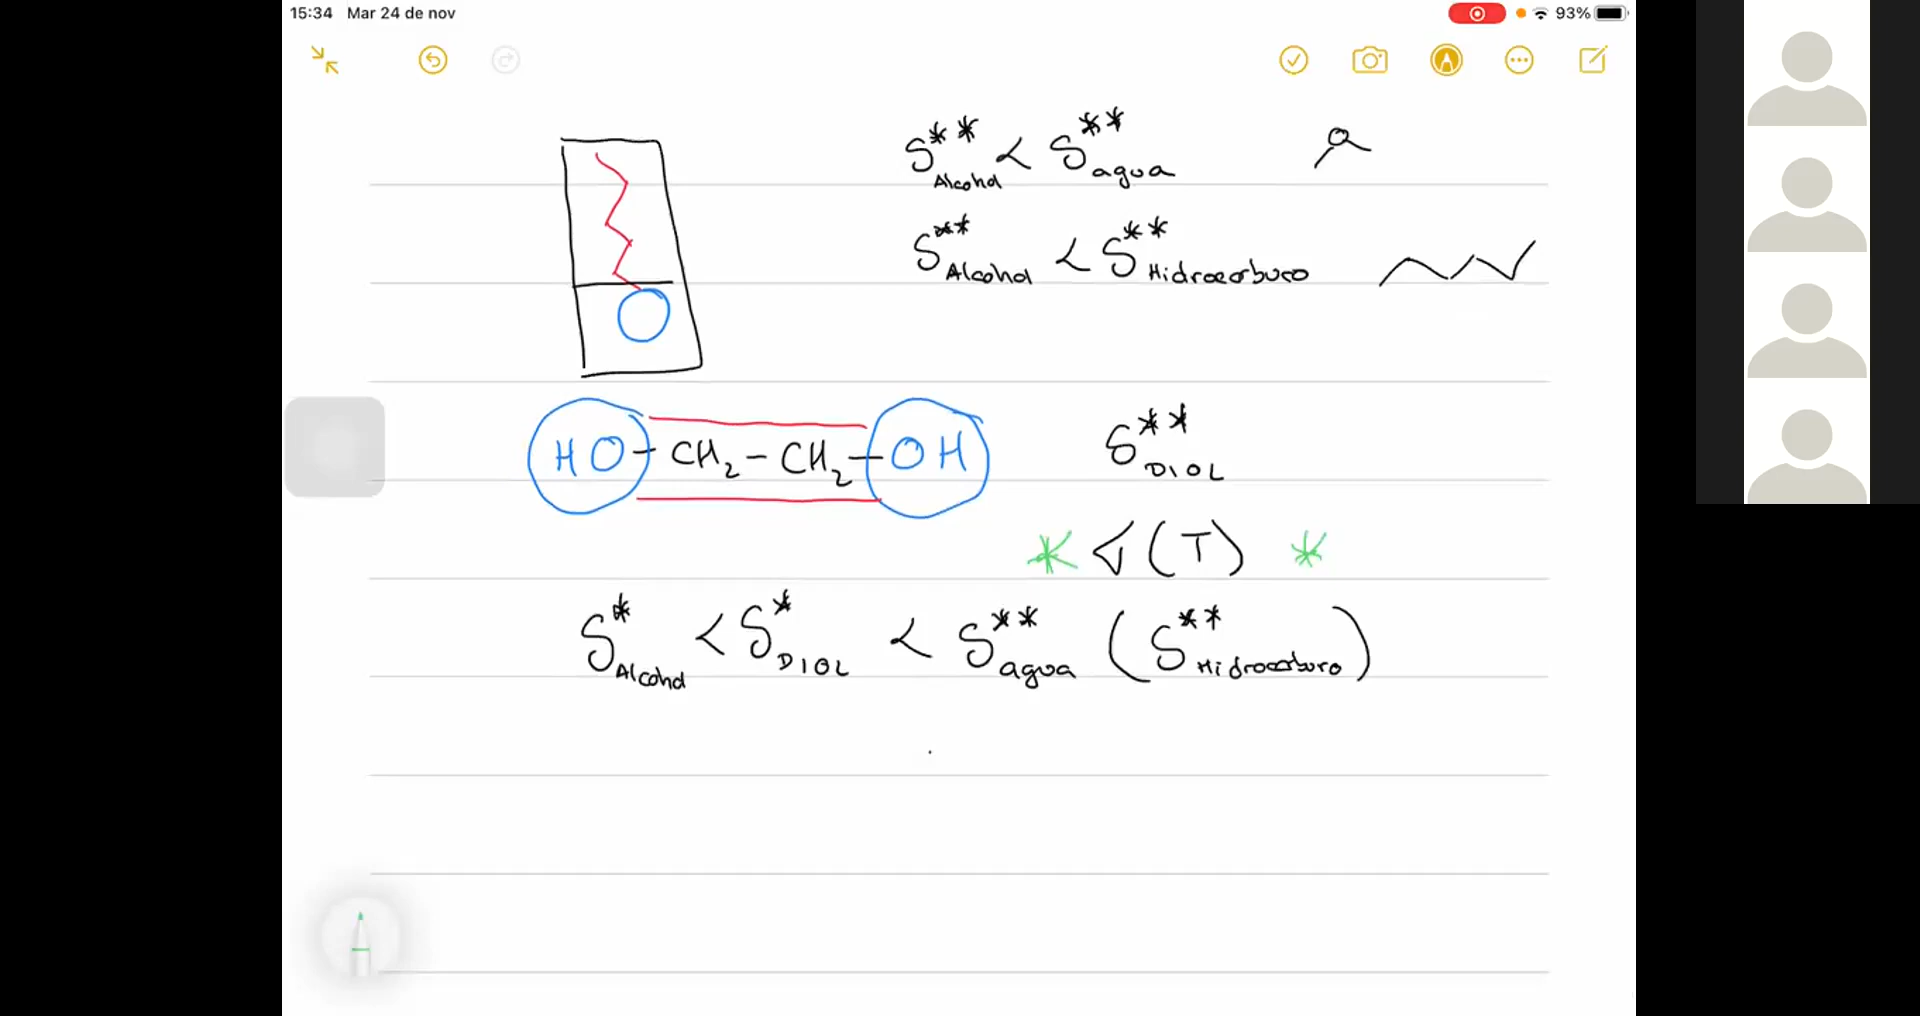 15:34 Mar 24 de nov 93%
S** Alcohol < S** agua
S** Alcohol < S** Hidrocarburo
HO - CH2 - CH2 - OH S** DIOL
* ∇ (T) *
S* Alcohol < S* DIOL < S** agua (S** Hidrocarburo)